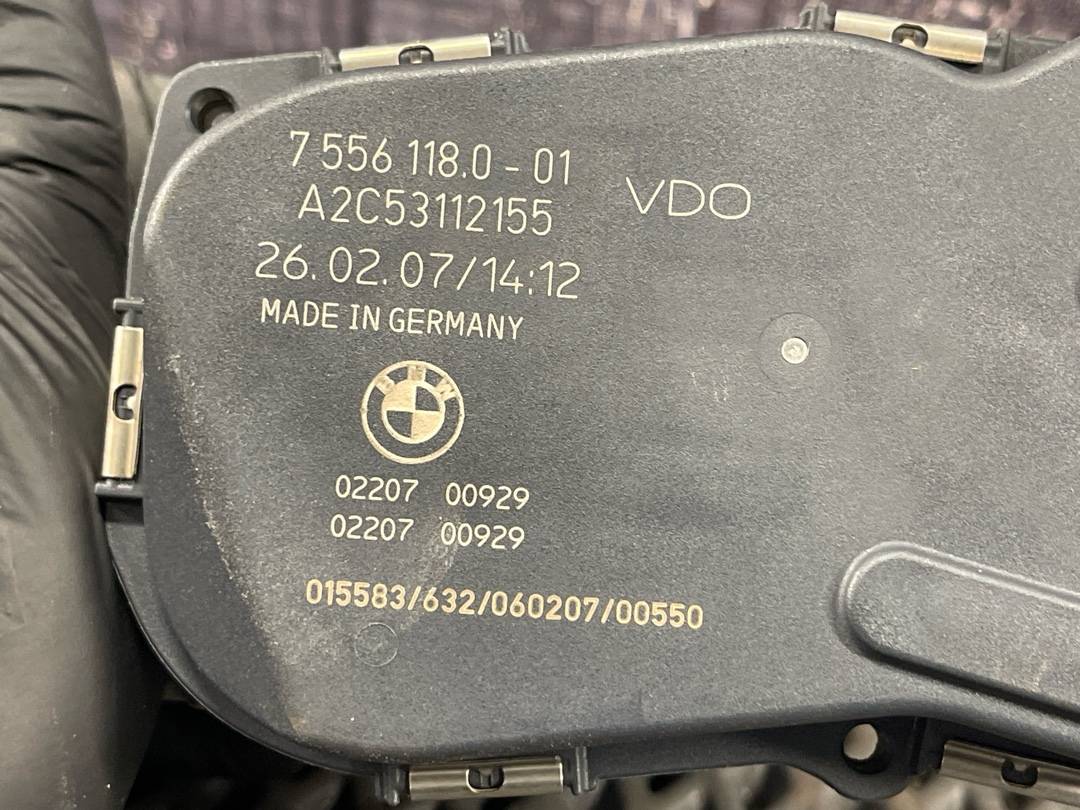 7 556 118.0 - 01
A2C53112155
VDO
26.02.07/14:12
MADE IN GERMANY
BMW
02207 00929
02207 00929
015583/632/060207/00550